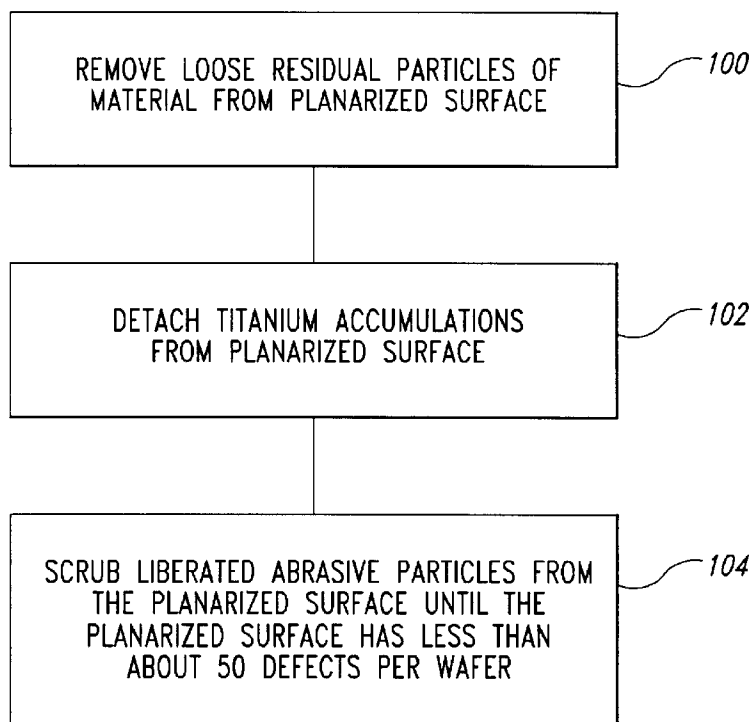 REMOVE LOOSE RESIDUAL PARTICLES OF
MATERIAL FROM PLANARIZED SURFACE
100
DETACH TITANIUM ACCUMULATIONS
FROM PLANARIZED SURFACE
102
SCRUB LIBERATED ABRASIVE PARTICLES FROM
THE PLANARIZED SURFACE UNTIL THE
PLANARIZED SURFACE HAS LESS THAN
ABOUT 50 DEFECTS PER WAFER
104